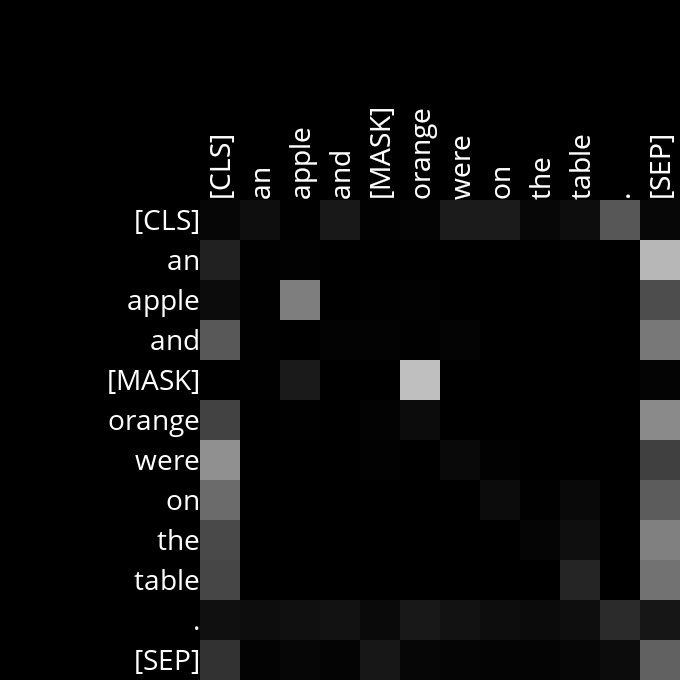 [CLS] an apple and [MASK] orange were on the table . [SEP]
[CLS]
an
apple
and
[MASK]
orange
were
on
the
table
.
[SEP]